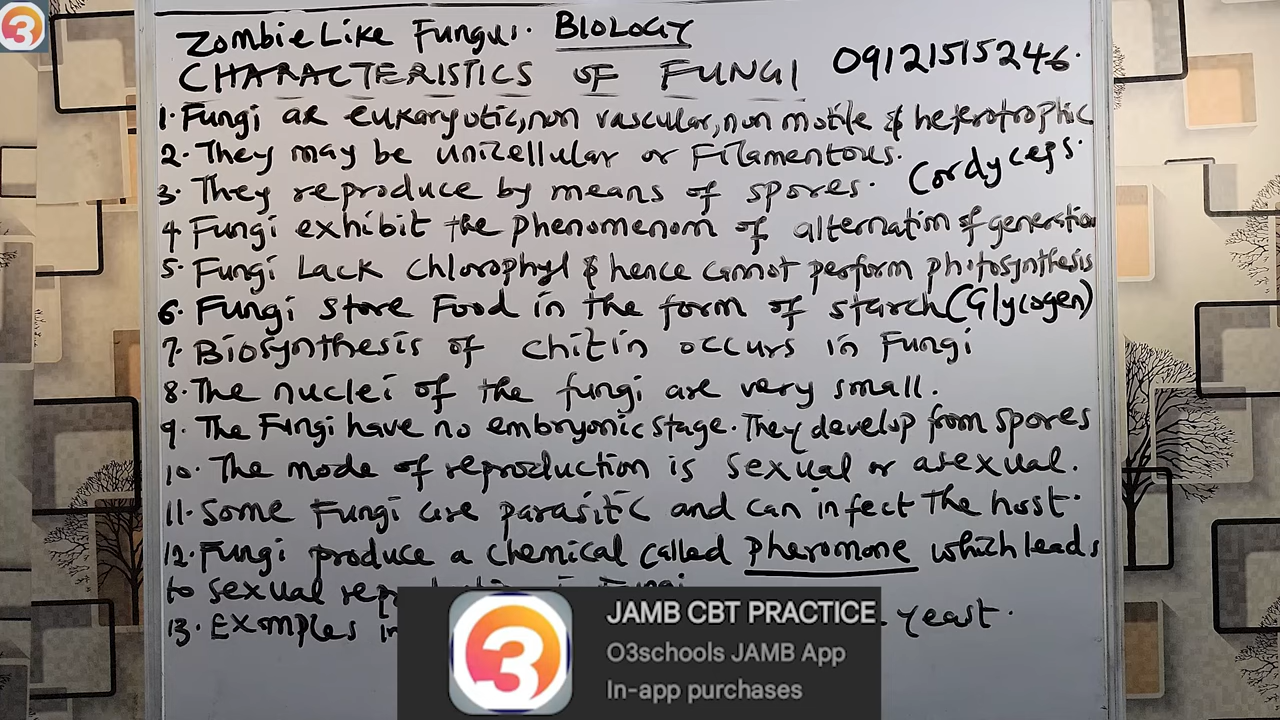 Zombie Like Fungus. BIOLOGY
CHARACTERISTICS OF FUNGI 09121515246.
1. Fungi are eukaryotic, non vascular, non motile & heterotrophic
2. They may be unicellular or Filamentous.
3. They reproduce by means of spores. Cordyceps.
4. Fungi exhibit the phenomenom of alternation of generation
5. Fungi Lack chlorophyl & hence cannot perform photosynthesis
6. Fungi store Food in the form of starch (Glycogen)
7. Biosynthesis of chitin occurs in Fungi
8. The nuclei of the fungi are very small.
9. The Fungi have no embryonic stage. They develop from spores
10. The mode of reproduction is sexual or asexual.
11. Some Fungi are parasitic and can infect The host.
12. Fungi produce a chemical called pheromone which leads
to sexual Fungi
13. Examples yeast.
3
3
JAMB CBT PRACTICE
O3schools JAMB App
In-app purchases